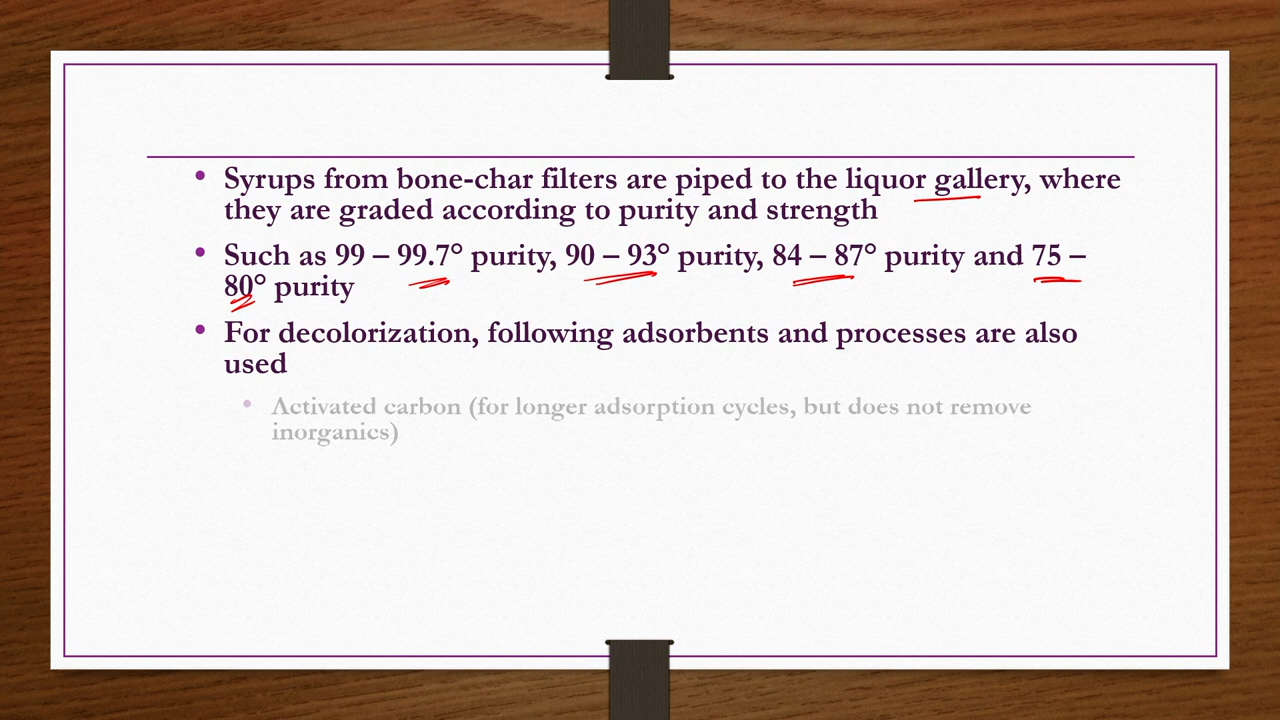 • Syrups from bone-char filters are piped to the liquor gallery, where
they are graded according to purity and strength
• Such as 99 – 99.7° purity, 90 – 93° purity, 84 – 87° purity and 75 –
80° purity
• For decolorization, following adsorbents and processes are also
used
• Activated carbon (for longer adsorption cycles, but does not remove
inorganics)